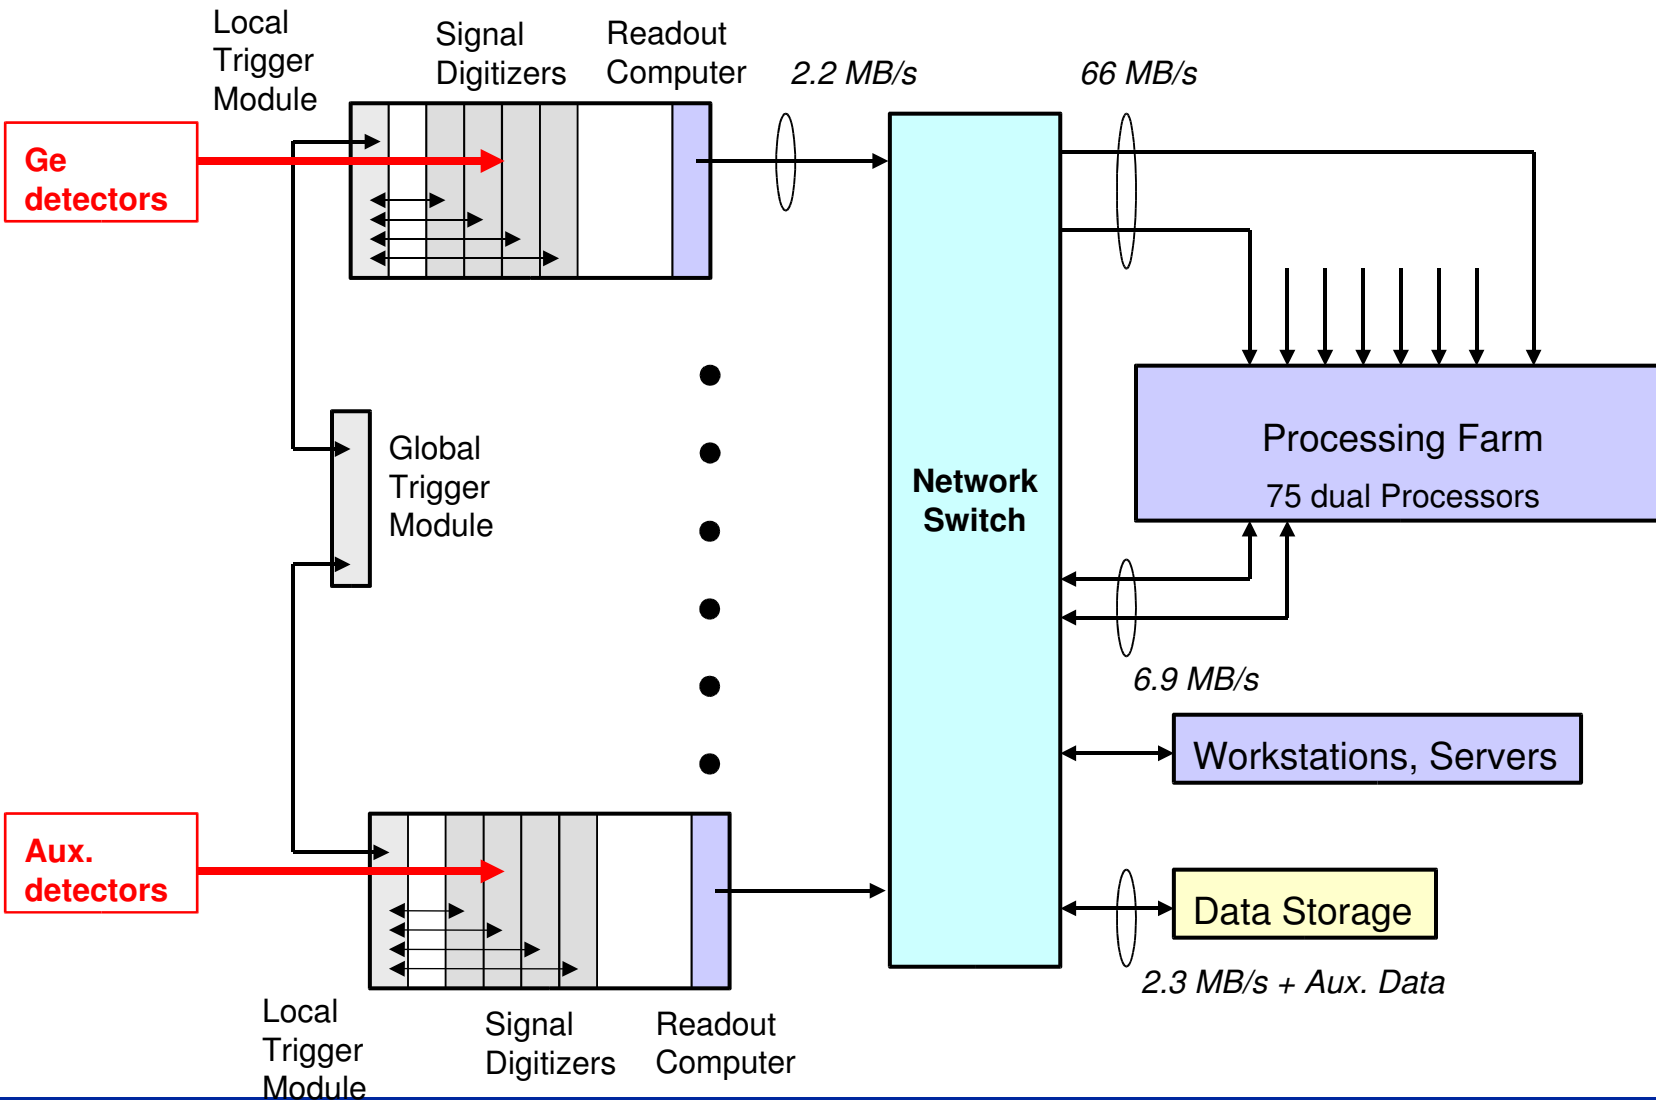 Local
Trigger
Module
Signal
Digitizers
Readout
Computer
2.2 MB/s
66 MB/s
Ge
detectors
Global
Trigger
Module
Network
Switch
Processing Farm
75 dual Processors
6.9 MB/s
Workstations, Servers
Aux.
detectors
Data Storage
2.3 MB/s + Aux. Data
Local
Trigger
Module
Signal
Digitizers
Readout
Computer